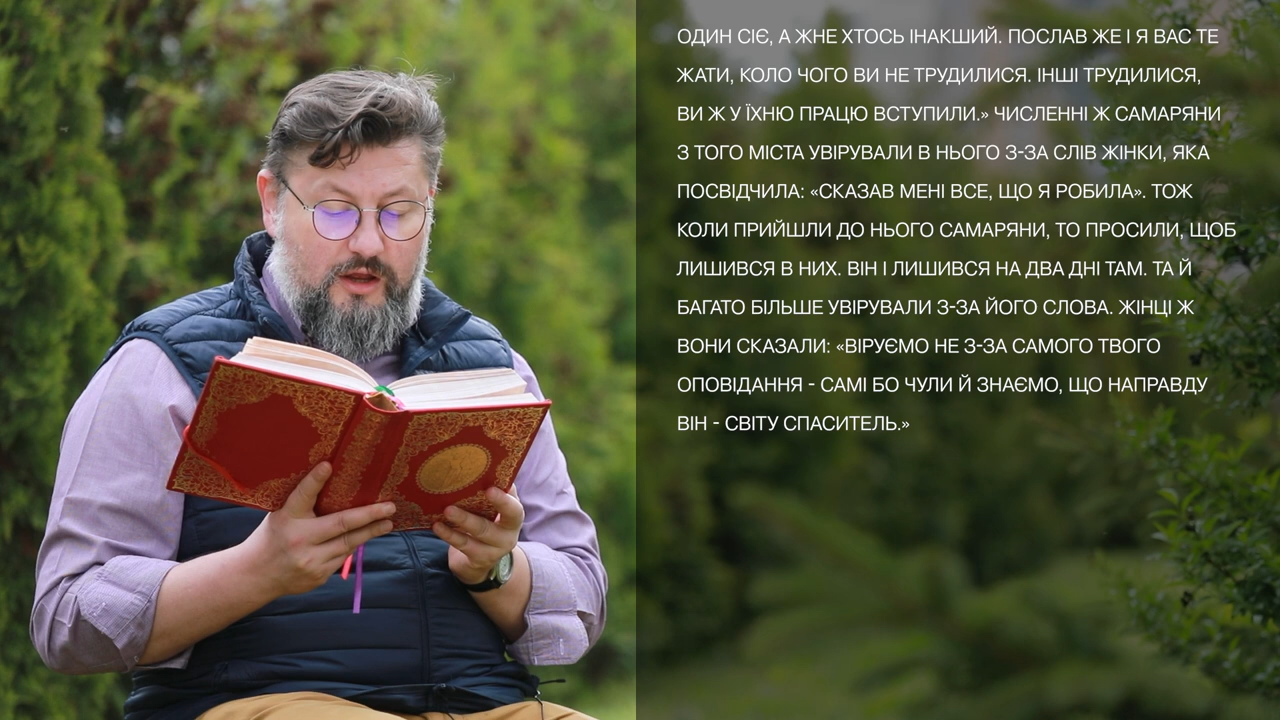 ОДИН СІЄ, А ЖНЕ ХТОСЬ ІНАКШИЙ. ПОСЛАВ ЖЕ І Я ВАС ТЕ
ЖАТИ, КОЛО ЧОГО ВИ НЕ ТРУДИЛИСЯ. ІНШІ ТРУДИЛИСЯ,
ВИ Ж У ЇХНЮ ПРАЦЮ ВСТУПИЛИ.» ЧИСЛЕННІ Ж САМАРЯНИ
З ТОГО МІСТА УВІРУВАЛИ В НЬОГО З-ЗА СЛІВ ЖІНКИ, ЯКА
ПОСВІДЧИЛА: «СКАЗАВ МЕНІ ВСЕ, ЩО Я РОБИЛА». ТОЖ
КОЛИ ПРИЙШЛИ ДО НЬОГО САМАРЯНИ, ТО ПРОСИЛИ, ЩОБ
ЛИШИВСЯ В НИХ. ВІН І ЛИШИВСЯ НА ДВА ДНІ ТАМ. ТА Й
БАГАТО БІЛЬШЕ УВІРУВАЛИ З-ЗА ЙОГО СЛОВА. ЖІНЦІ Ж
ВОНИ СКАЗАЛИ: «ВІРУЄМО НЕ З-ЗА САМОГО ТВОГО
ОПОВІДАННЯ - САМІ БО ЧУЛИ Й ЗНАЄМО, ЩО НАПРАВДУ
ВІН - СВІТУ СПАСИТЕЛЬ.»